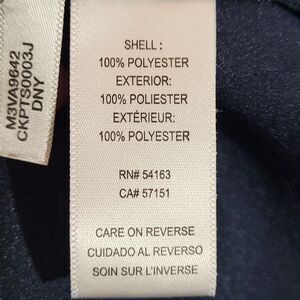 M3VA9642
CKPTS0003J
DNY
SHELL :
100% POLYESTER
EXTERIOR:
100% POLIESTER
EXTÉRIEUR:
100% POLYESTER
RN# 54163
CA# 57151
CARE ON REVERSE
CUIDADO AL REVERSO
SOIN SUR L'INVERSE